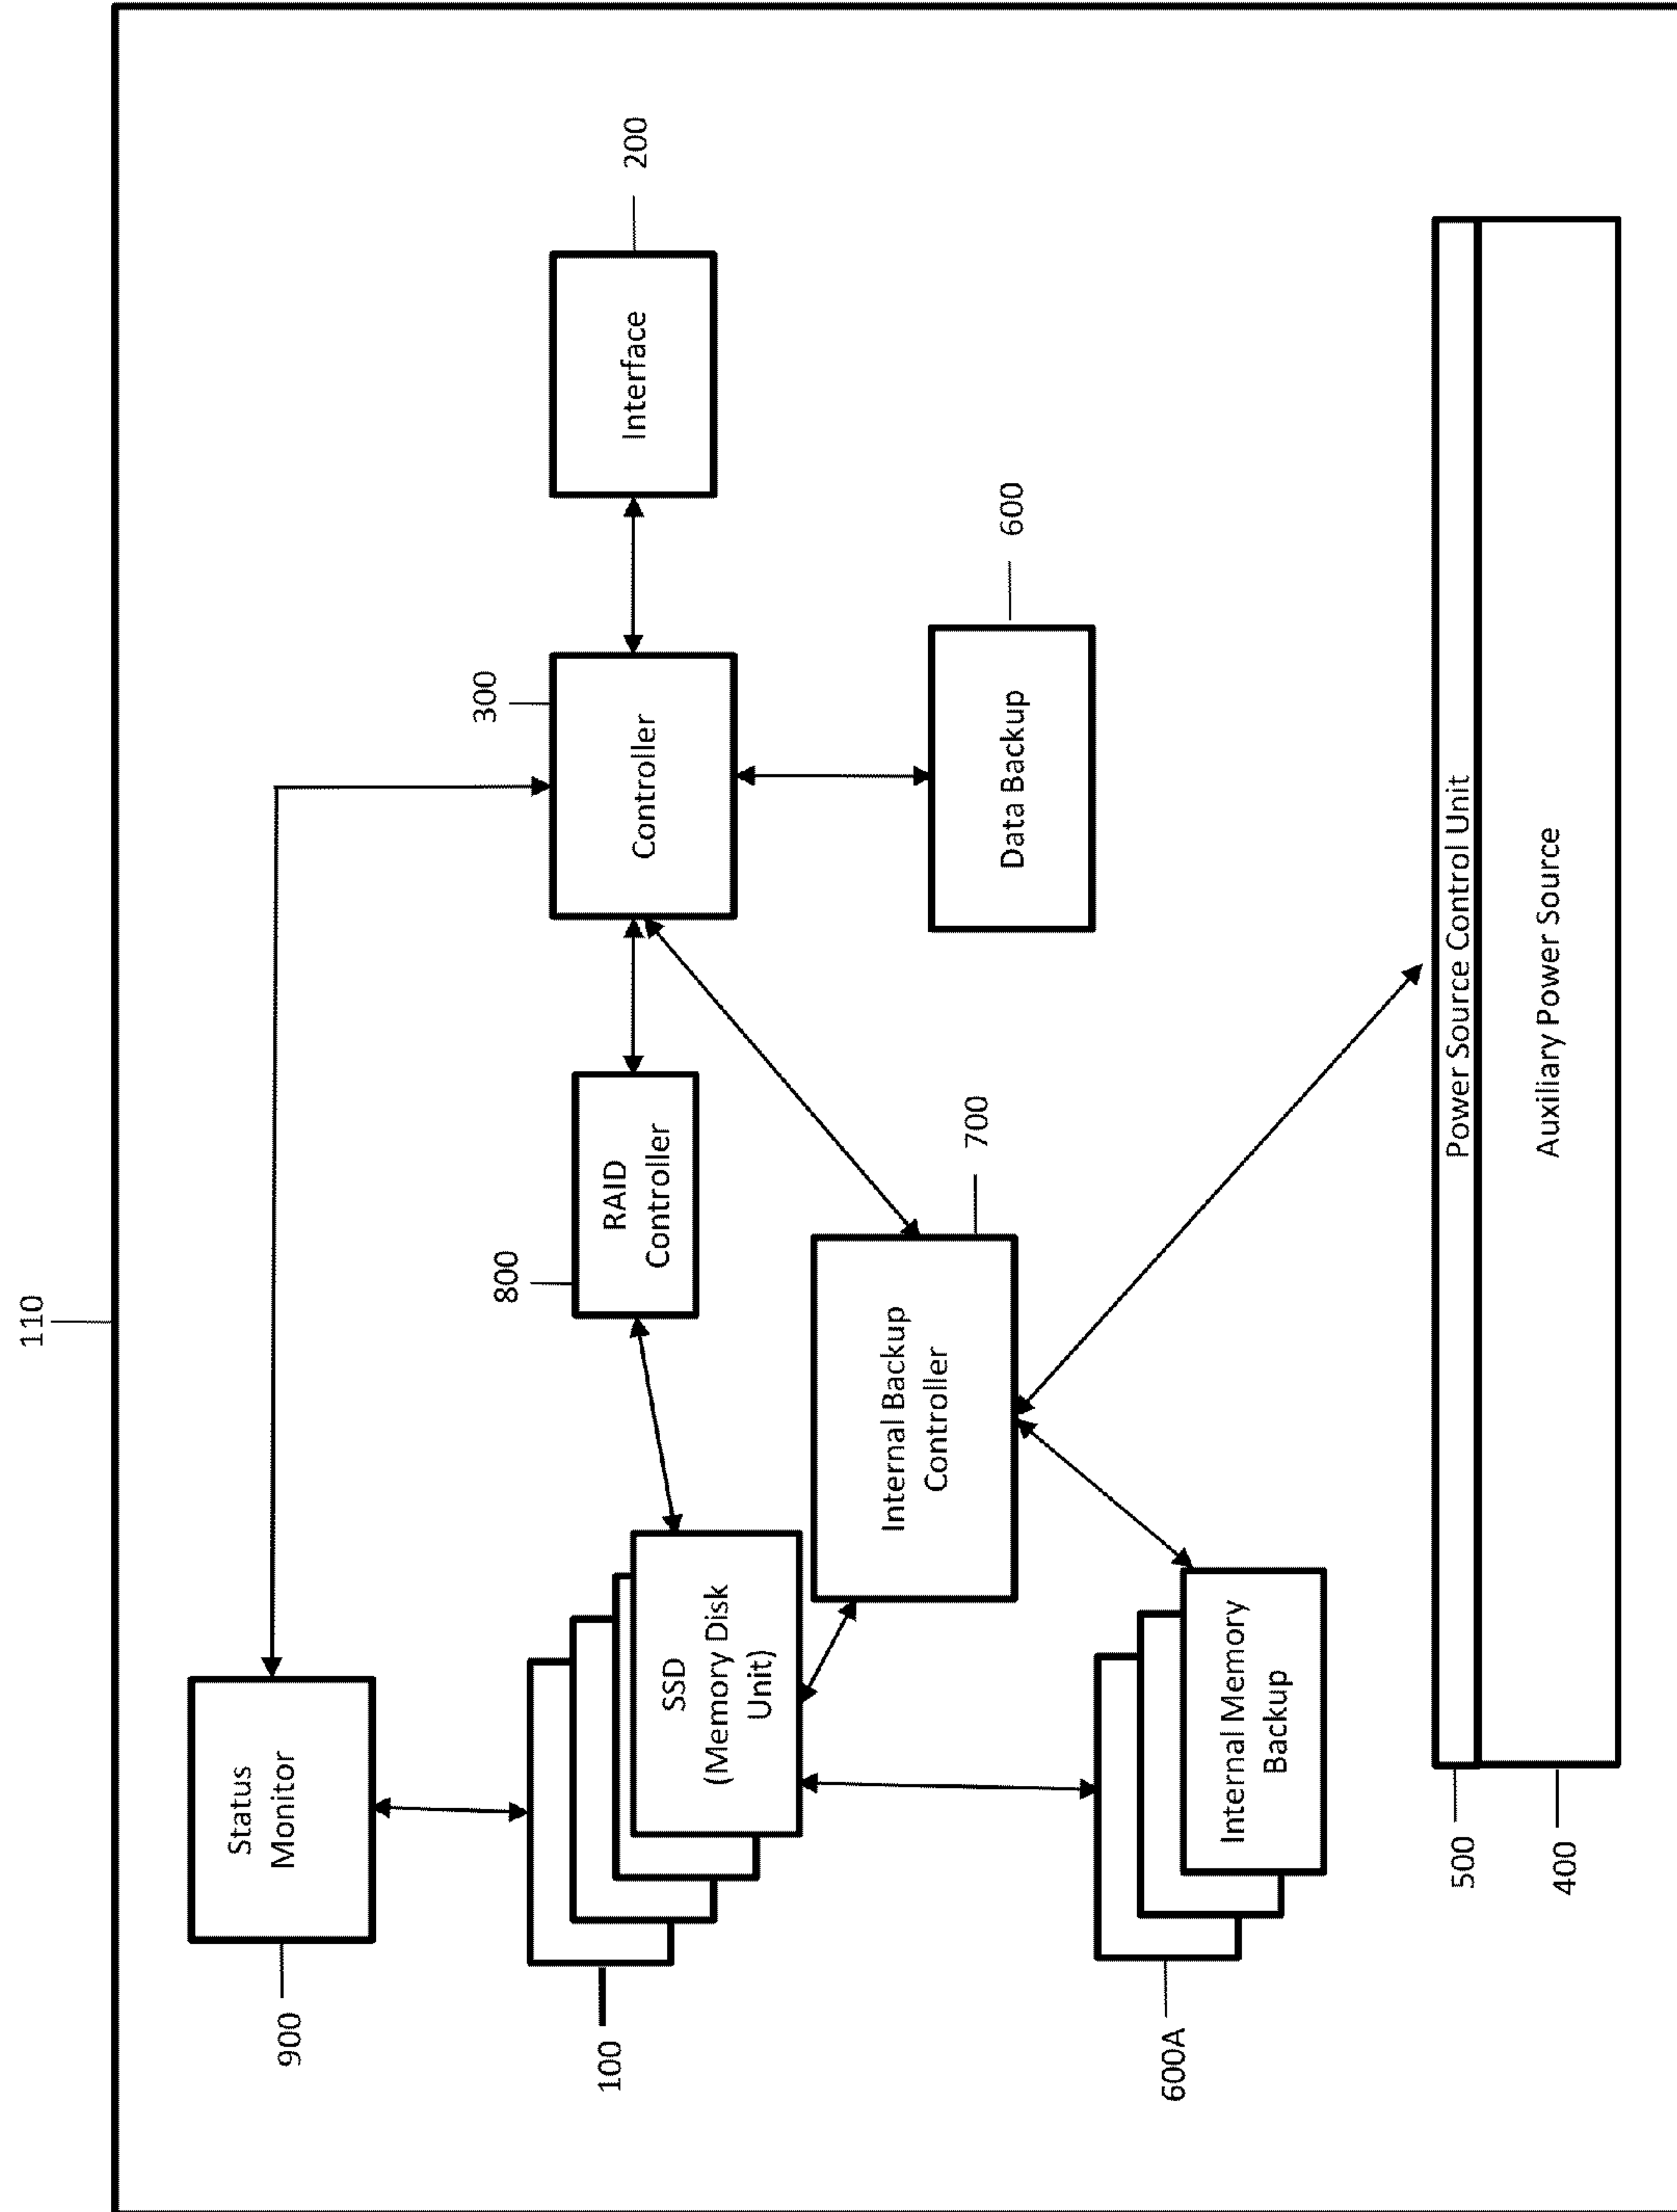 110
Status
Monitor
900
SSD
(Memory Disk
Unit)
100
RAID
Controller
800
Controller
300
Interface
200
Internal Backup
Controller
700
Data Backup
600
Internal Memory
Backup
600A
Power Source Control Unit
500
Auxiliary Power Source
400